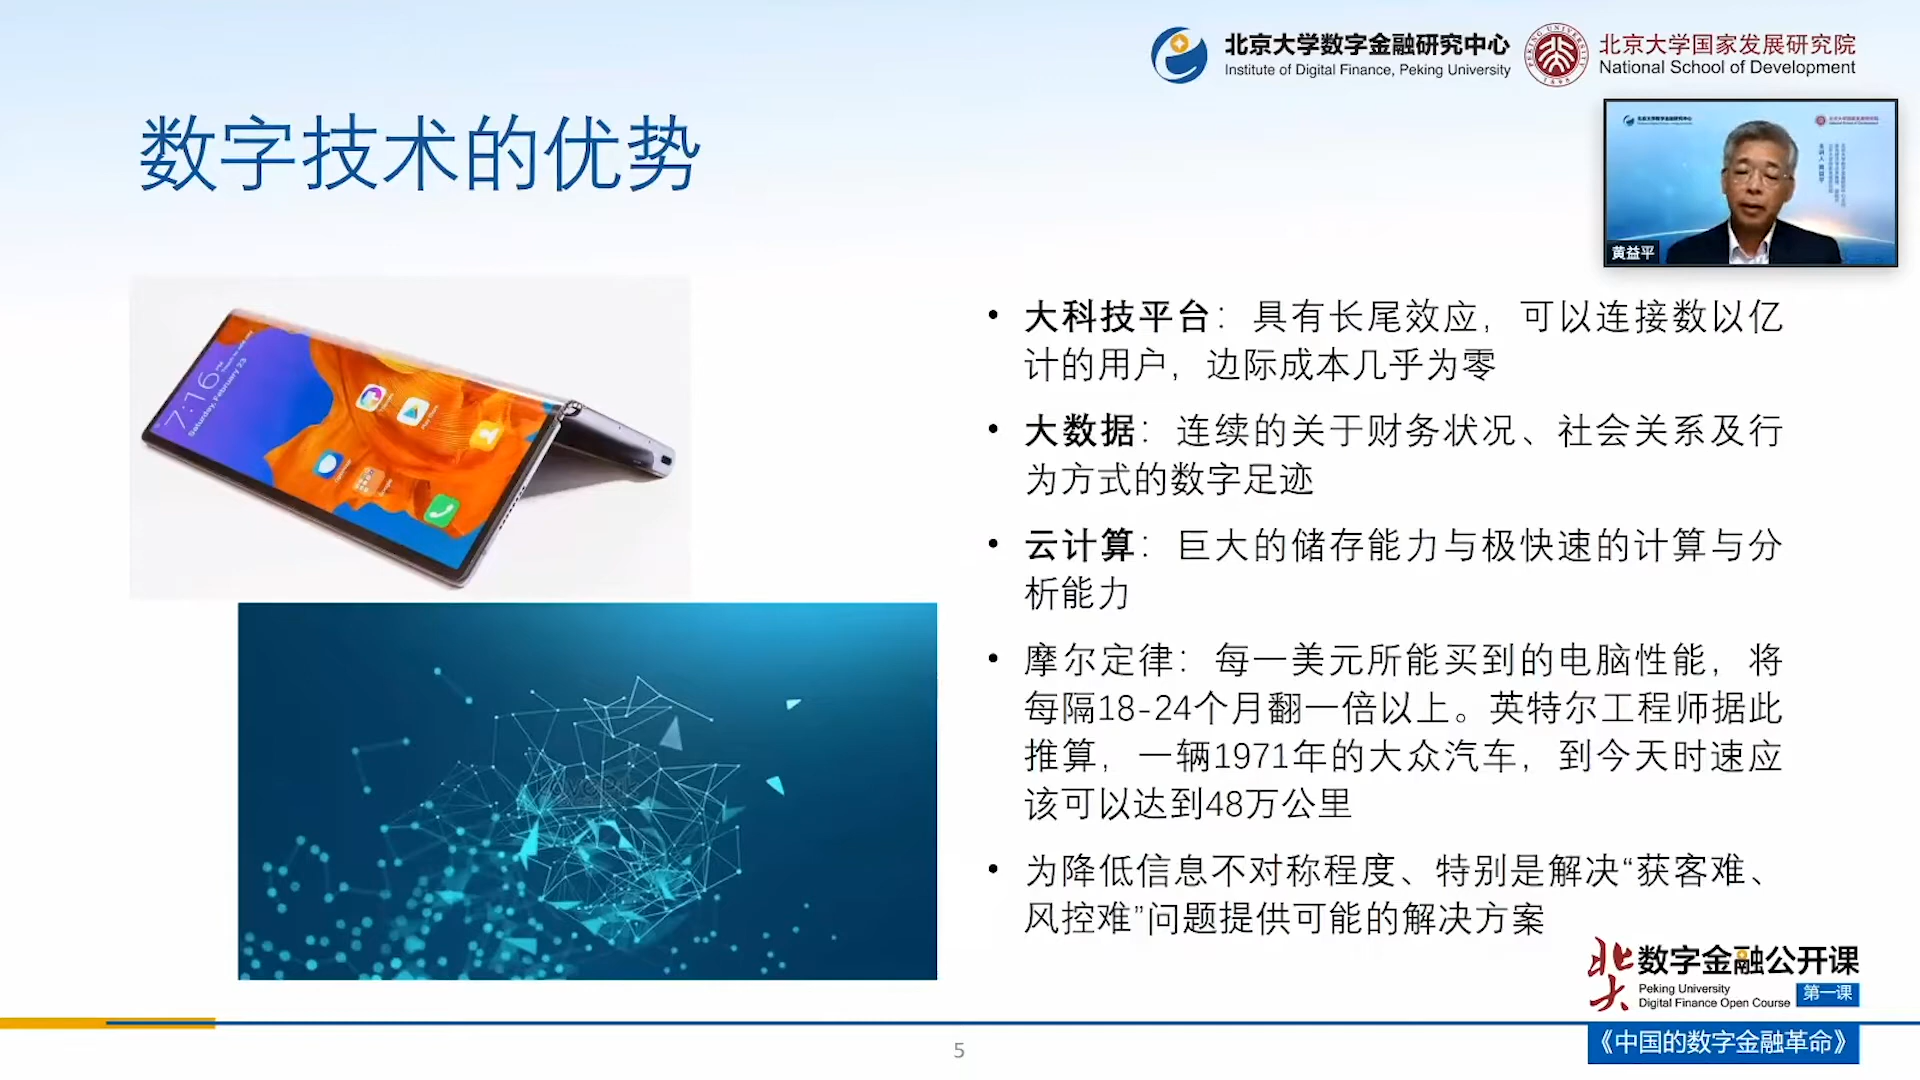 北京大学数字金融研究中心
Institute of Digital Finance, Peking University
北京大学国家发展研究院
National School of Development
数字技术的优势
黄益平
7:16 PM
Saturday, February 23
大科技平台：具有长尾效应，可以连接数以亿
计的用户，边际成本几乎为零
大数据：连续的关于财务状况、社会关系及行
为方式的数字足迹
云计算：巨大的储存能力与极快速的计算与分
析能力
摩尔定律：每一美元所能买到的电脑性能，将
每隔18-24个月翻一倍以上。英特尔工程师据此
推算，一辆1971年的大众汽车，到今天时速应
该可以达到48万公里
为降低信息不对称程度、特别是解决“获客难、
风控难”问题提供可能的解决方案
北大
数字金融公开课
Peking University
Digital Finance Open Course
第一课
《中国的数字金融革命》
5